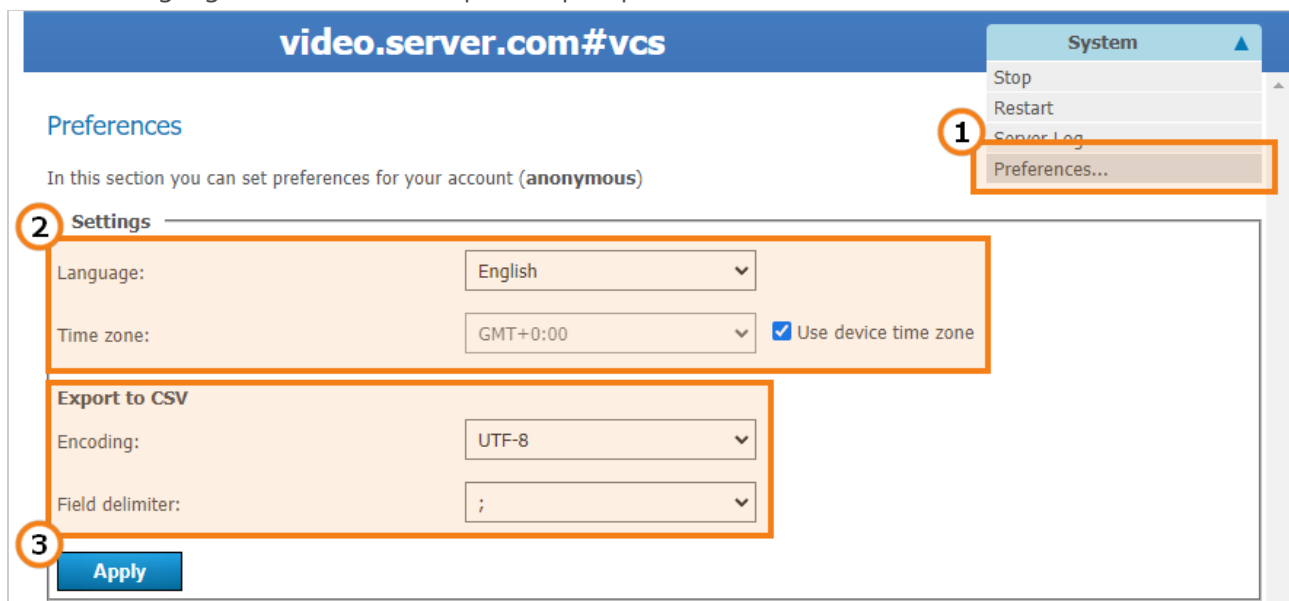 video.server.com#vcs
System
Stop
Restart
1
Server Log
Preferences...
Preferences
In this section you can set preferences for your account (anonymous)
2
Settings
Language:
English
Time zone:
GMT+0:00
Use device time zone
Export to CSV
Encoding:
UTF-8
Field delimiter:
;
3
Apply